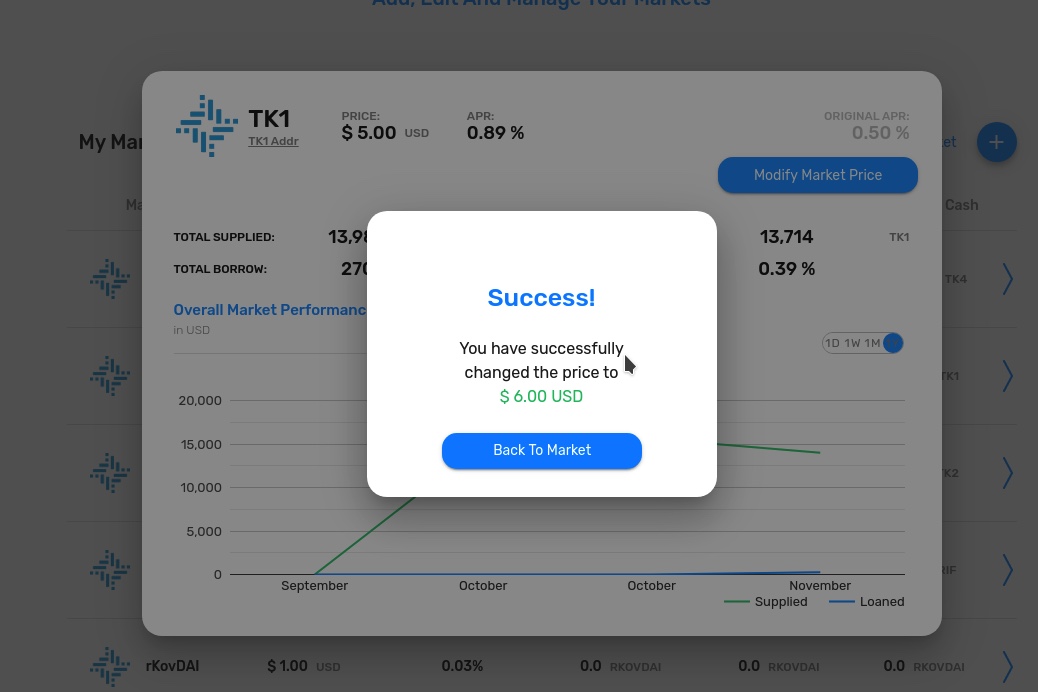 Add, Edit And Manage Your Markets
My Mar
TK1
TK1 Addr
PRICE:
$ 5.00 USD
APR:
0.89 %
ORIGINAL APR:
0.50 %
ket
+
Modify Market Price
Ma
Cash
TOTAL SUPPLIED:
13,98
13,714
TK1
TOTAL BORROW:
270
0.39 %
TK4
Overall Market Performanc
in USD
1D 1W 1M
TK1
Success!
You have successfully
changed the price to
$ 6.00 USD
Back To Market
20,000
15,000
10,000
5,000
0
TK2
RIF
September
October
October
November
Supplied
Loaned
rKovDAI
$ 1.00 USD
0.03%
0.0 RKOVDAI
0.0 RKOVDAI
0.0 RKOVDAI